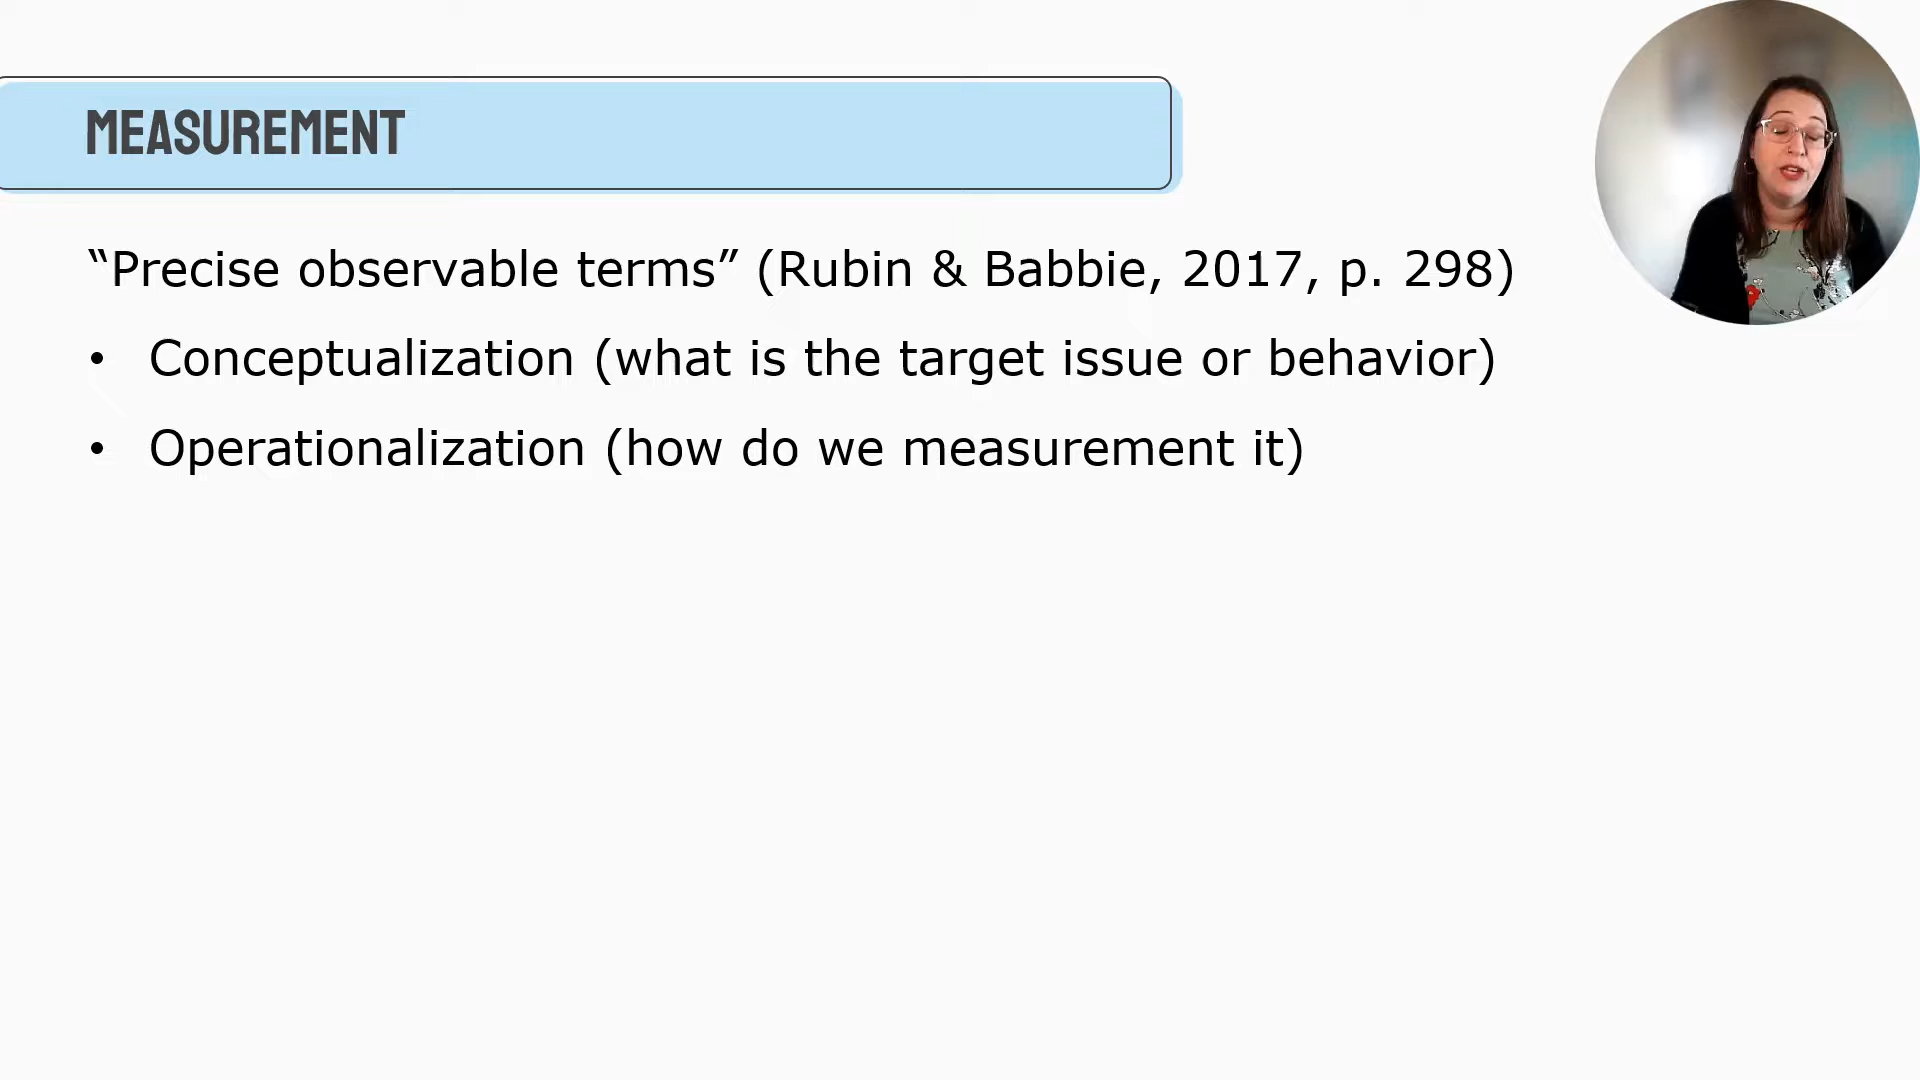 MEASUREMENT
“Precise observable terms” (Rubin & Babbie, 2017, p. 298)
• Conceptualization (what is the target issue or behavior)
• Operationalization (how do we measurement it)